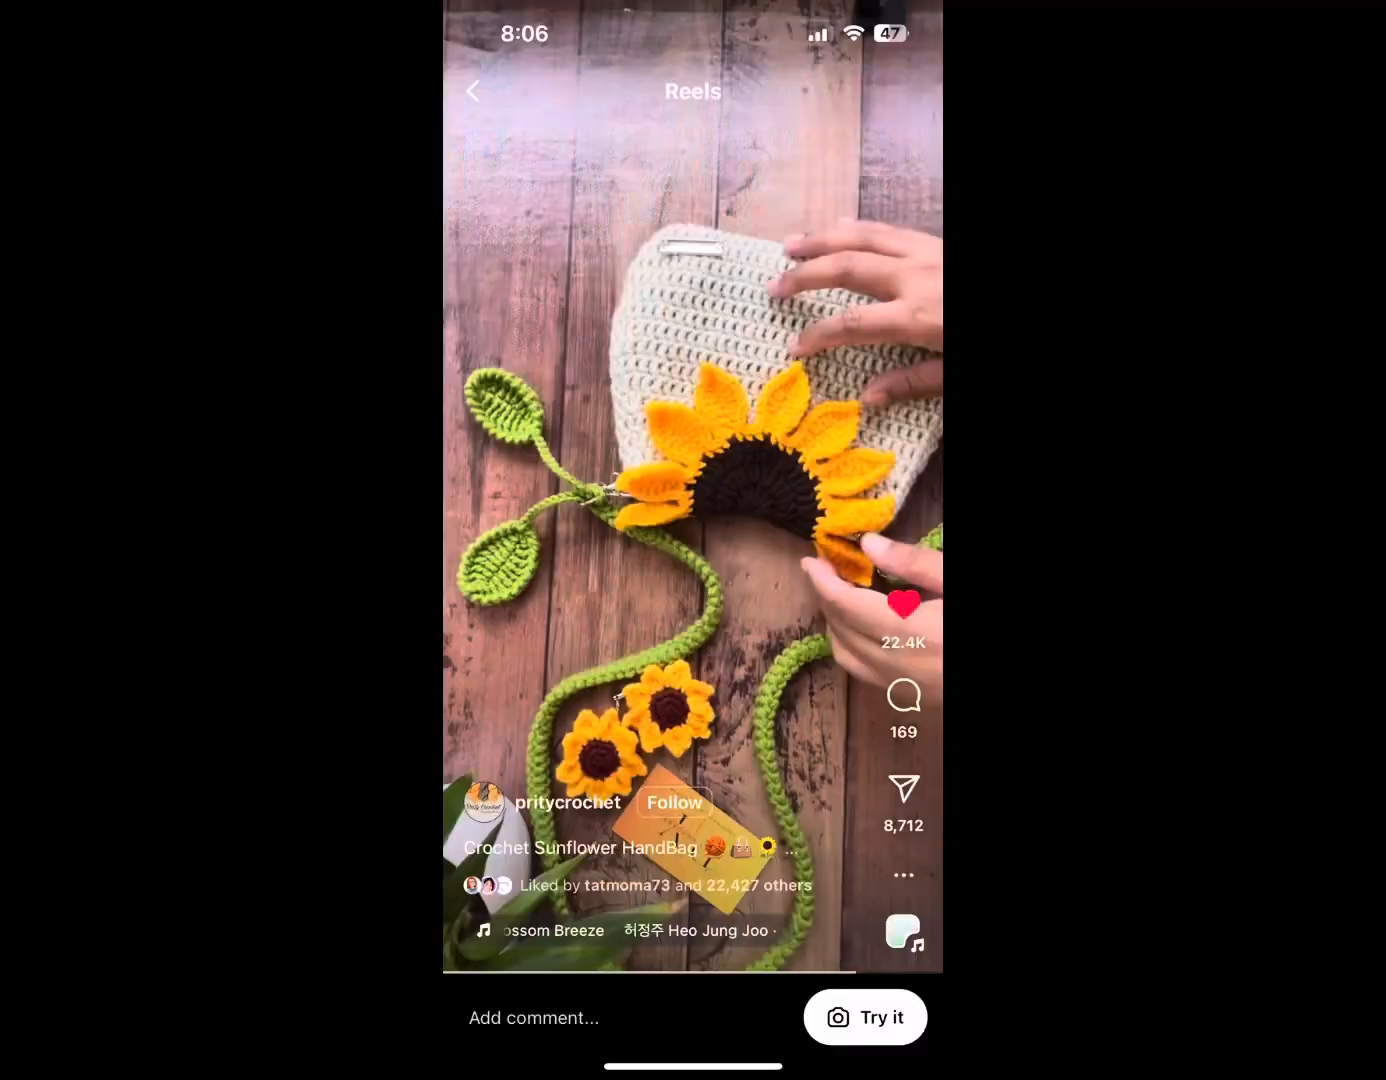 8:06
47
Reels
22.4K
169
8,712
pritycrochet Follow
Crochet Sunflower HandBag 🧶 👜 🌻 ...
Liked by tatmoma73 and 22,427 others
ossom Breeze 허정주 Heo Jung Joo ·
Add comment...
Try it